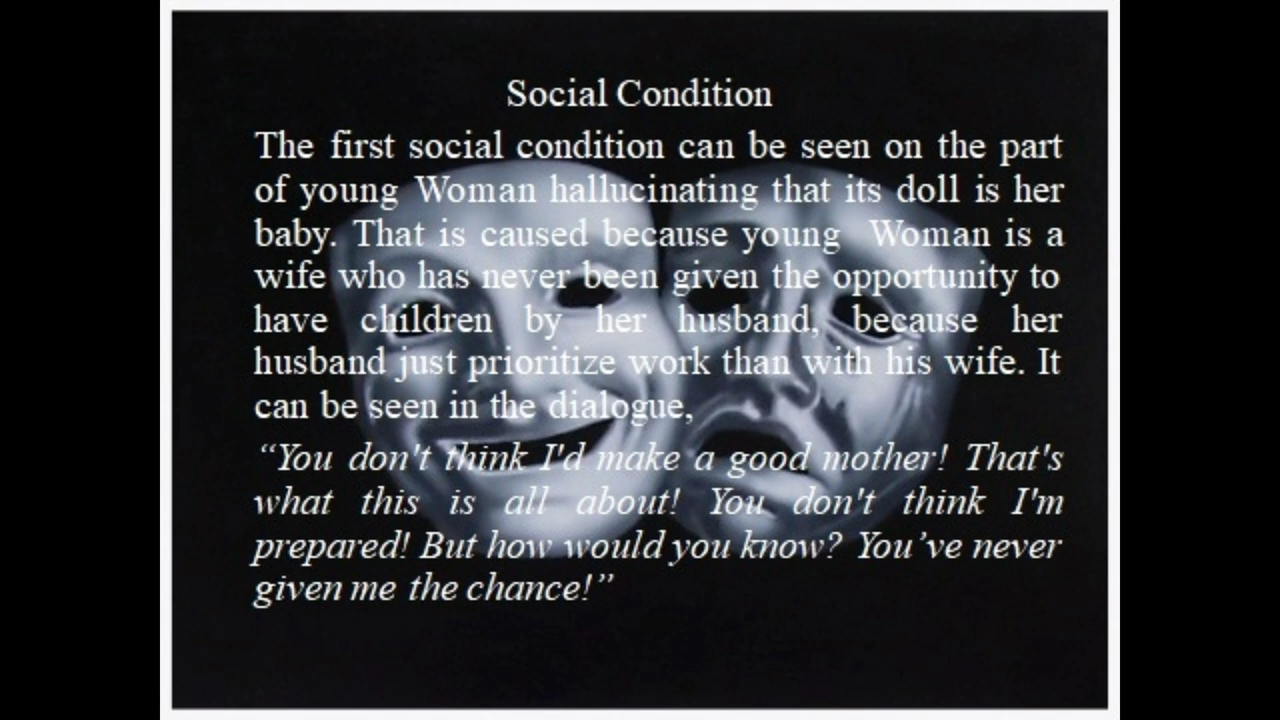 Social Condition
The first social condition can be seen on the part
of young Woman hallucinating that its doll is her
baby. That is caused because young Woman is a
wife who has never been given the opportunity to
have children by her husband, because her
husband just prioritize work than with his wife. It
can be seen in the dialogue,
“You don't think I'd make a good mother! That's
what this is all about! You don't think I'm
prepared! But how would you know? You’ve never
given me the chance!”